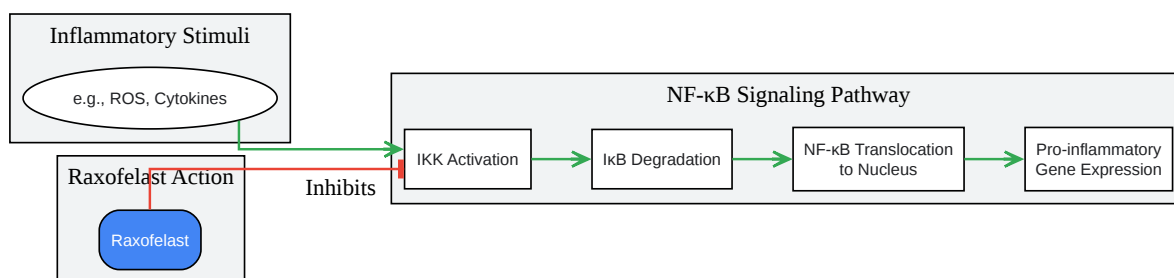 Inflammatory Stimuli
e.g., ROS, Cytokines
Raxofelast Action
Raxofelast
Inhibits
NF-κB Signaling Pathway
IKK Activation
IκB Degradation
NF-κB Translocation
to Nucleus
Pro-inflammatory
Gene Expression